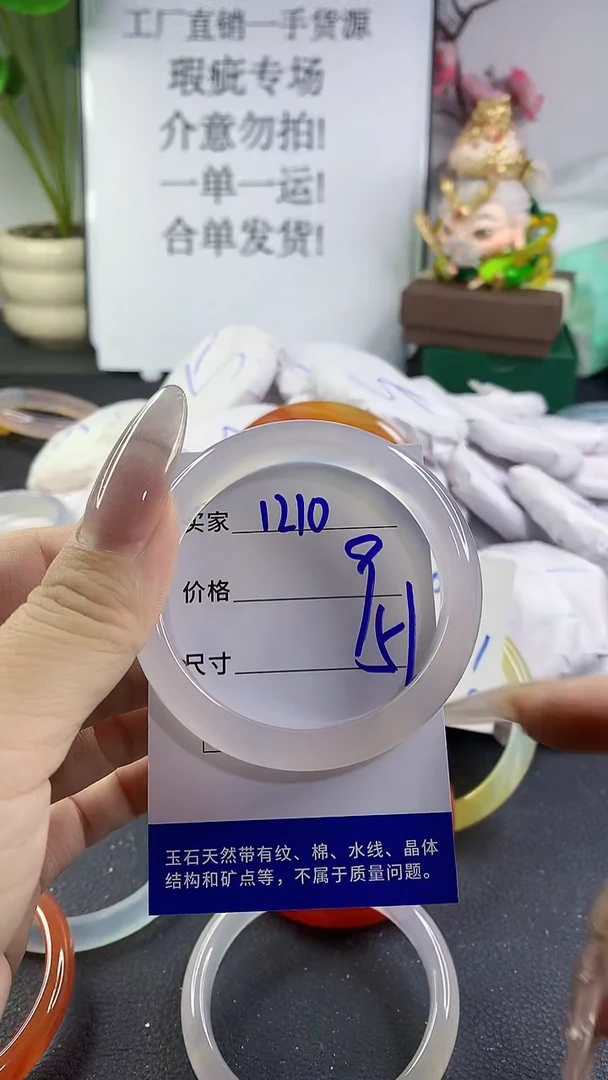 工厂直销一手货源
瑕疵专场
介意勿拍!
一单一运!
合单发货!
买家 1210
价格
尺寸 51
玉石天然带有纹、棉、水线、晶体
结构和矿点等，不属于质量问题。